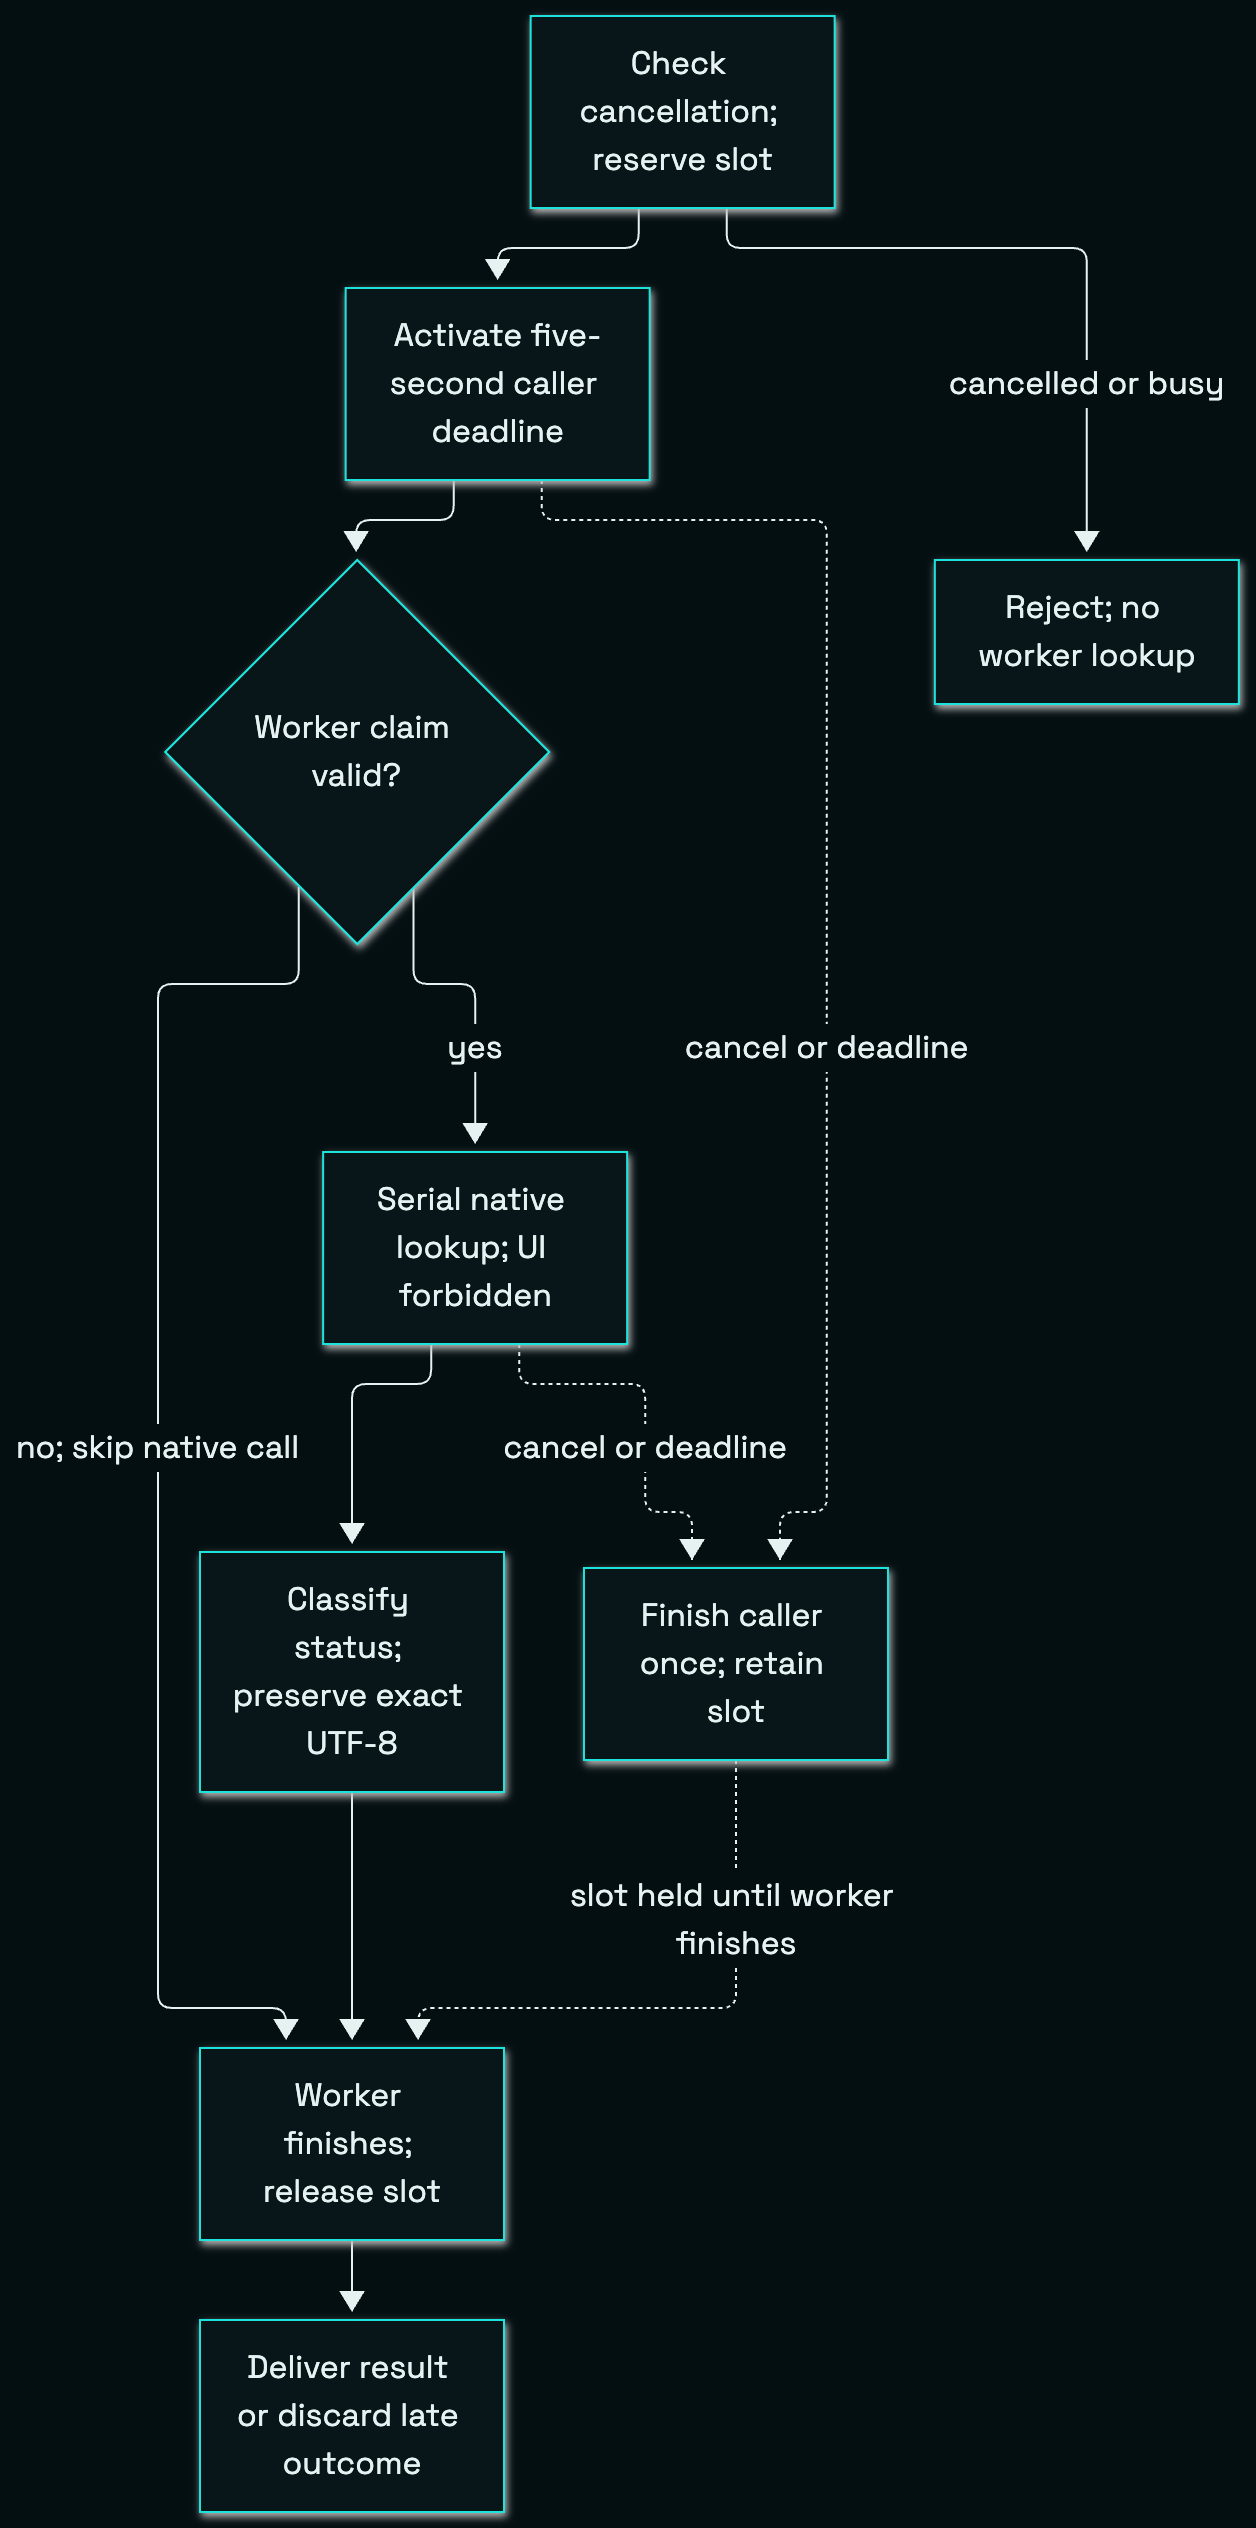 Check
cancellation;
reserve slot
Activate five-
second caller
deadline
cancelled or busy
Reject; no
worker lookup
Worker claim
valid?
yes
cancel or deadline
Serial native
lookup; UI
forbidden
no; skip native call
cancel or deadline
Classify
status;
preserve exact
UTF-8
Finish caller
once; retain
slot
slot held until worker
finishes
Worker
finishes;
release slot
Deliver result
or discard late
outcome